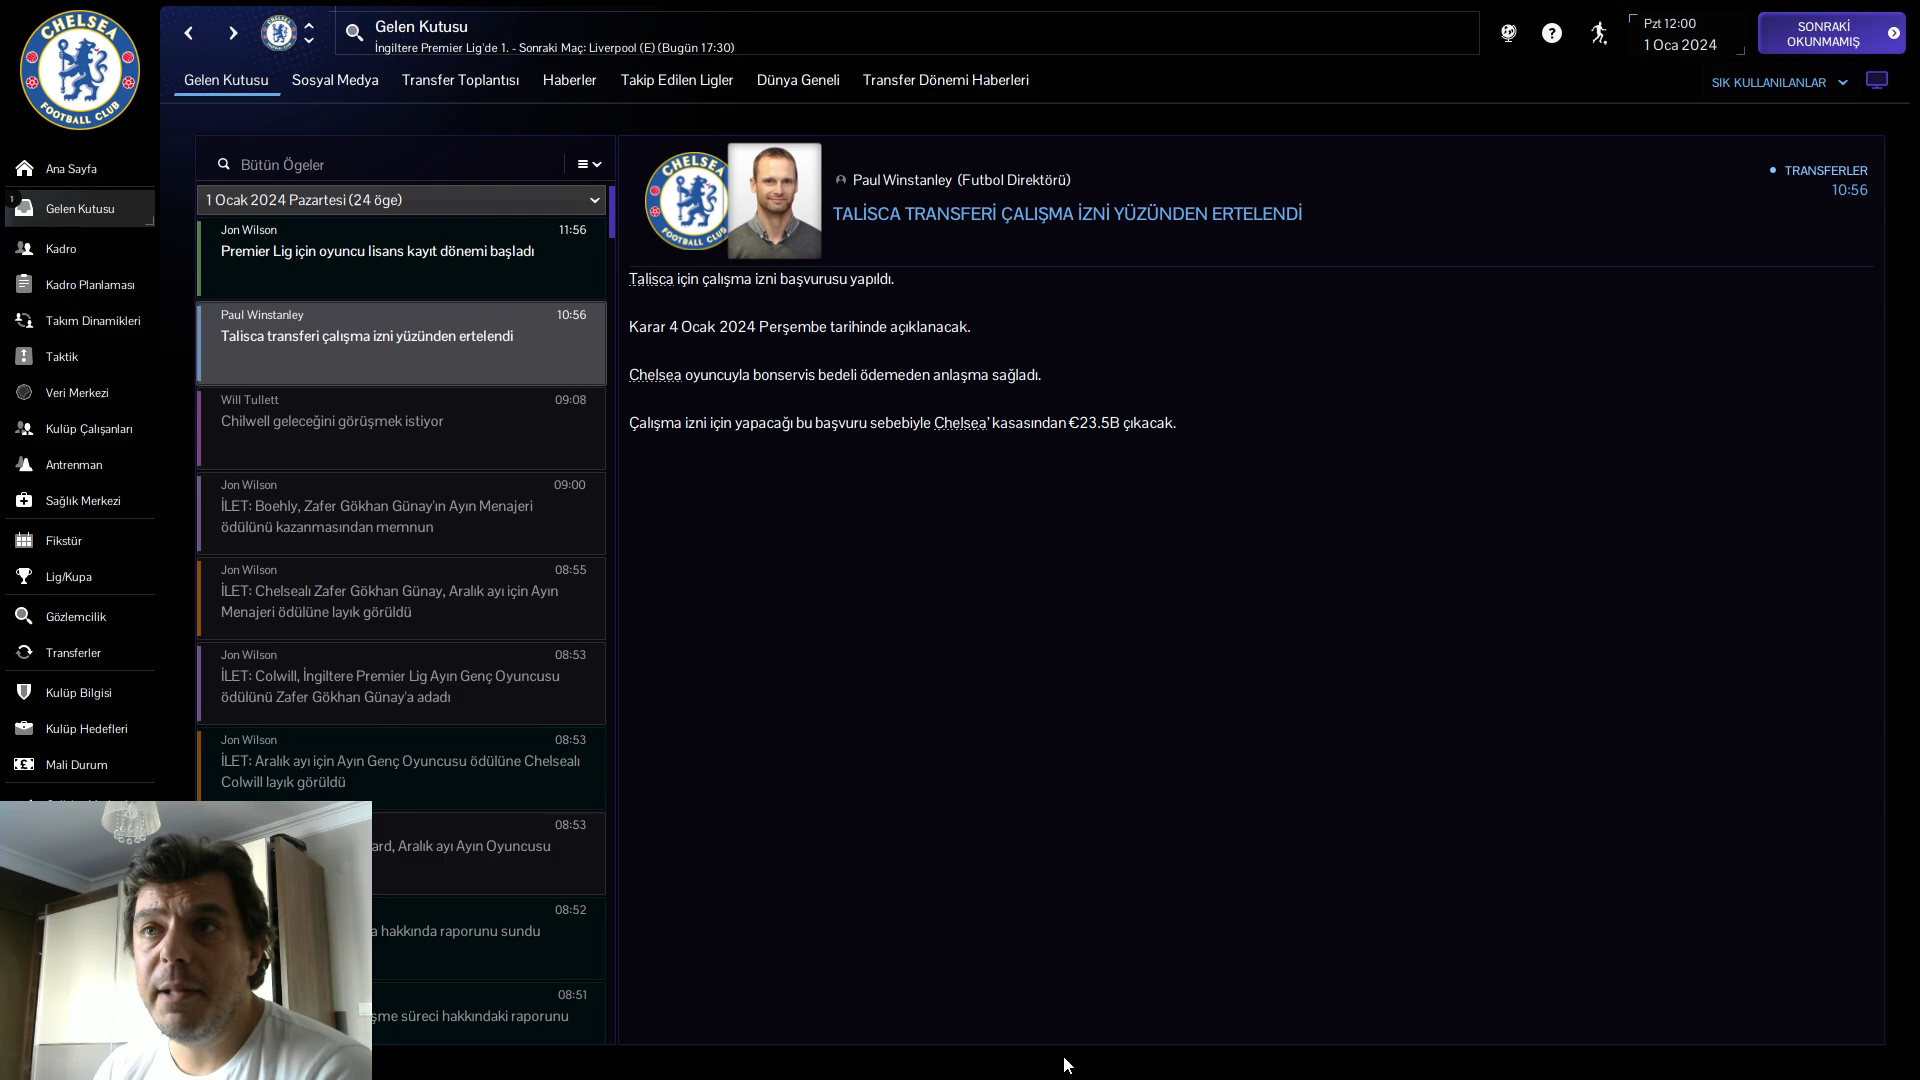 CHELSEA
FOOTBALL CLUB
Gelen Kutusu
İngiltere Premier Lig'de 1. - Sonraki Maç: Liverpool (E) (Bugün 17:30)
Pzt 12:00
1 Oca 2024
SONRAKİ
OKUNMAMIŞ
Gelen Kutusu
Sosyal Medya
Transfer Toplantısı
Haberler
Takip Edilen Ligler
Dünya Geneli
Transfer Dönemi Haberleri
SIK KULLANILANLAR
Ana Sayfa
1
Gelen Kutusu
Kadro
Kadro Planlaması
Takım Dinamikleri
Taktik
Veri Merkezi
Kulüp Çalışanları
Antrenman
Sağlık Merkezi
Fikstür
Lig/Kupa
Gözlemcilik
Transferler
Kulüp Bilgisi
Kulüp Hedefleri
Mali Durum
Bütün Ögeler
1 Ocak 2024 Pazartesi (24 öge)
Jon Wilson 11:56
Premier Lig için oyuncu lisans kayıt dönemi başladı
Paul Winstanley 10:56
Talisca transferi çalışma izni yüzünden ertelendi
Will Tullett 09:08
Chilwell geleceğini görüşmek istiyor
Jon Wilson 09:00
İLET: Boehly, Zafer Gökhan Günay'ın Ayın Menajeri
ödülünü kazanmasından memnun
Jon Wilson 08:55
İLET: Chelsealı Zafer Gökhan Günay, Aralık ayı için Ayın
Menajeri ödülüne layık görüldü
Jon Wilson 08:53
İLET: Colwill, İngiltere Premier Lig Ayın Genç Oyuncusu
ödülünü Zafer Gökhan Günay'a adadı
Jon Wilson 08:53
İLET: Aralık ayı için Ayın Genç Oyuncusu ödülüne Chelsealı
Colwill layık görüldü
08:53
ard, Aralık ayı Ayın Oyuncusu
08:52
a hakkında raporunu sundu
08:51
şme süreci hakkındaki raporunu
CHELSEA
FOOTBALL CLUB
Paul Winstanley (Futbol Direktörü)
TALİSCA TRANSFERİ ÇALIŞMA İZNİ YÜZÜNDEN ERTELENDİ
TRANSFERLER
10:56
Talisca için çalışma izni başvurusu yapıldı.
Karar 4 Ocak 2024 Perşembe tarihinde açıklanacak.
Chelsea oyuncuyla bonservis bedeli ödemeden anlaşma sağladı.
Çalışma izni için yapacağı bu başvuru sebebiyle Chelsea' kasasından €23.5B çıkacak.